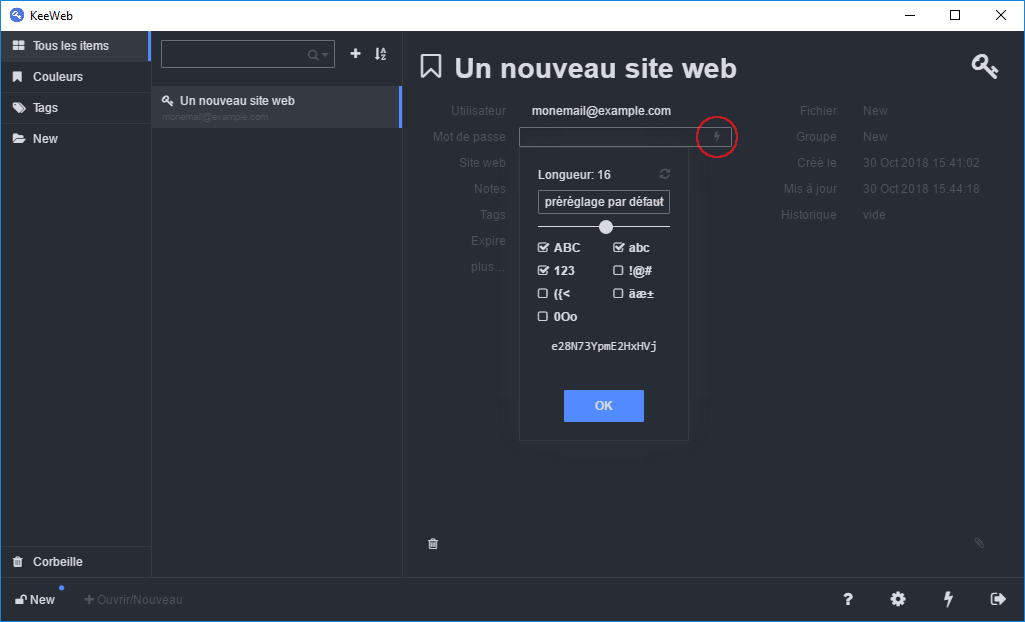 KeeWeb
Tous les items
Couleurs
Tags
New
Un nouveau site web
monemail@example.com
Un nouveau site web
Utilisateur monemail@example.com
Mot de passe
Site web
Notes
Tags
Expire
plus...
Longueur: 16
préréglage par défaut
ABC abc
123 !@#
({< äæ±
0Oo
e28N73YpmE2HxHVj
OK
Fichier New
Groupe New
Créé le 30 Oct 2018 15:41:02
Mis à jour 30 Oct 2018 15:44:18
Historique vide
Corbeille
New
Ouvrir/Nouveau
?